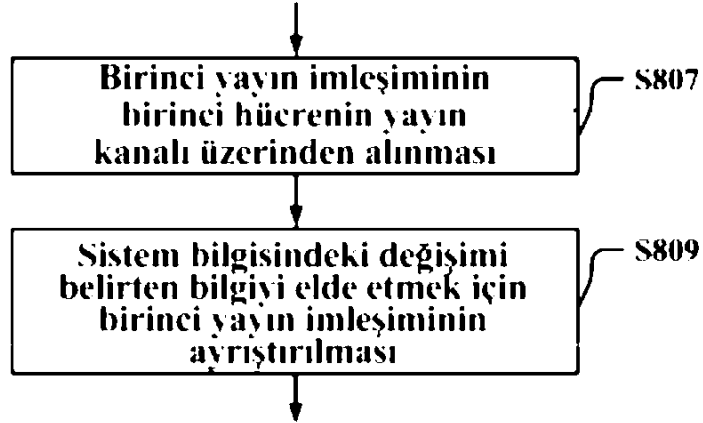 Birinci yayın imleşiminin
birinci hücrenin yayın
kanalı üzerinden alınması
S807
Sistem bilgisindeki değişimi
belirten bilgiyi elde etmek için
birinci yayın imleşiminin
ayrıştırılması
S809